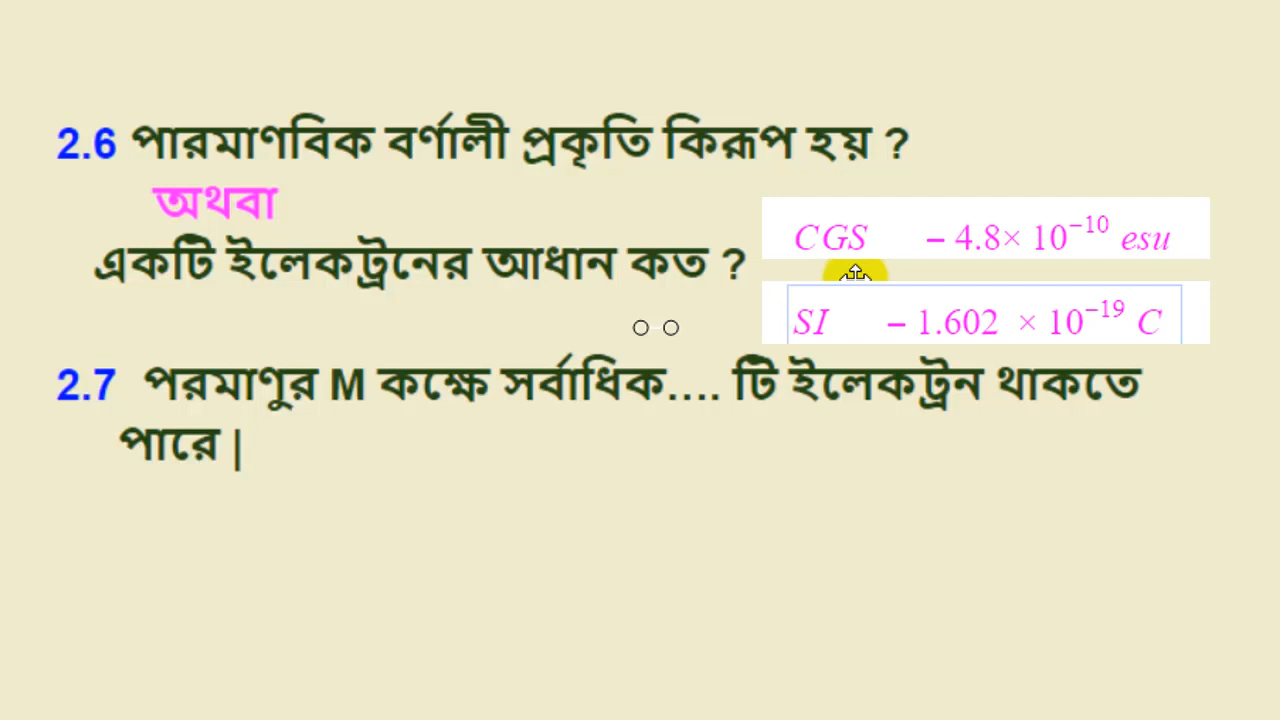 2.6 পারমাণবিক বর্ণালী প্রকৃতি কিরূপ হয় ?
অথবা
একটি ইলেকট্রনের আধান কত ?
CGS − 4.8× 10⁻¹⁰ esu
SI − 1.602 × 10⁻¹⁹ C
2.7 পরমাণুর M কক্ষে সর্বাধিক.... টি ইলেকট্রন থাকতে
পারে |